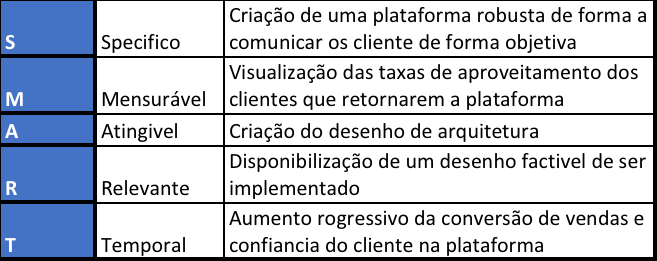 S Specifico Criação de uma plataforma robusta de forma a
comunicar os cliente de forma objetiva
M Mensurável Visualização das taxas de aproveitamento dos
clientes que retornarem a plataforma
A Atingivel Criação do desenho de arquitetura
R Relevante Disponibilização de um desenho factivel de ser
implementado
T Temporal Aumento rogressivo da conversão de vendas e
confiancia do cliente na plataforma